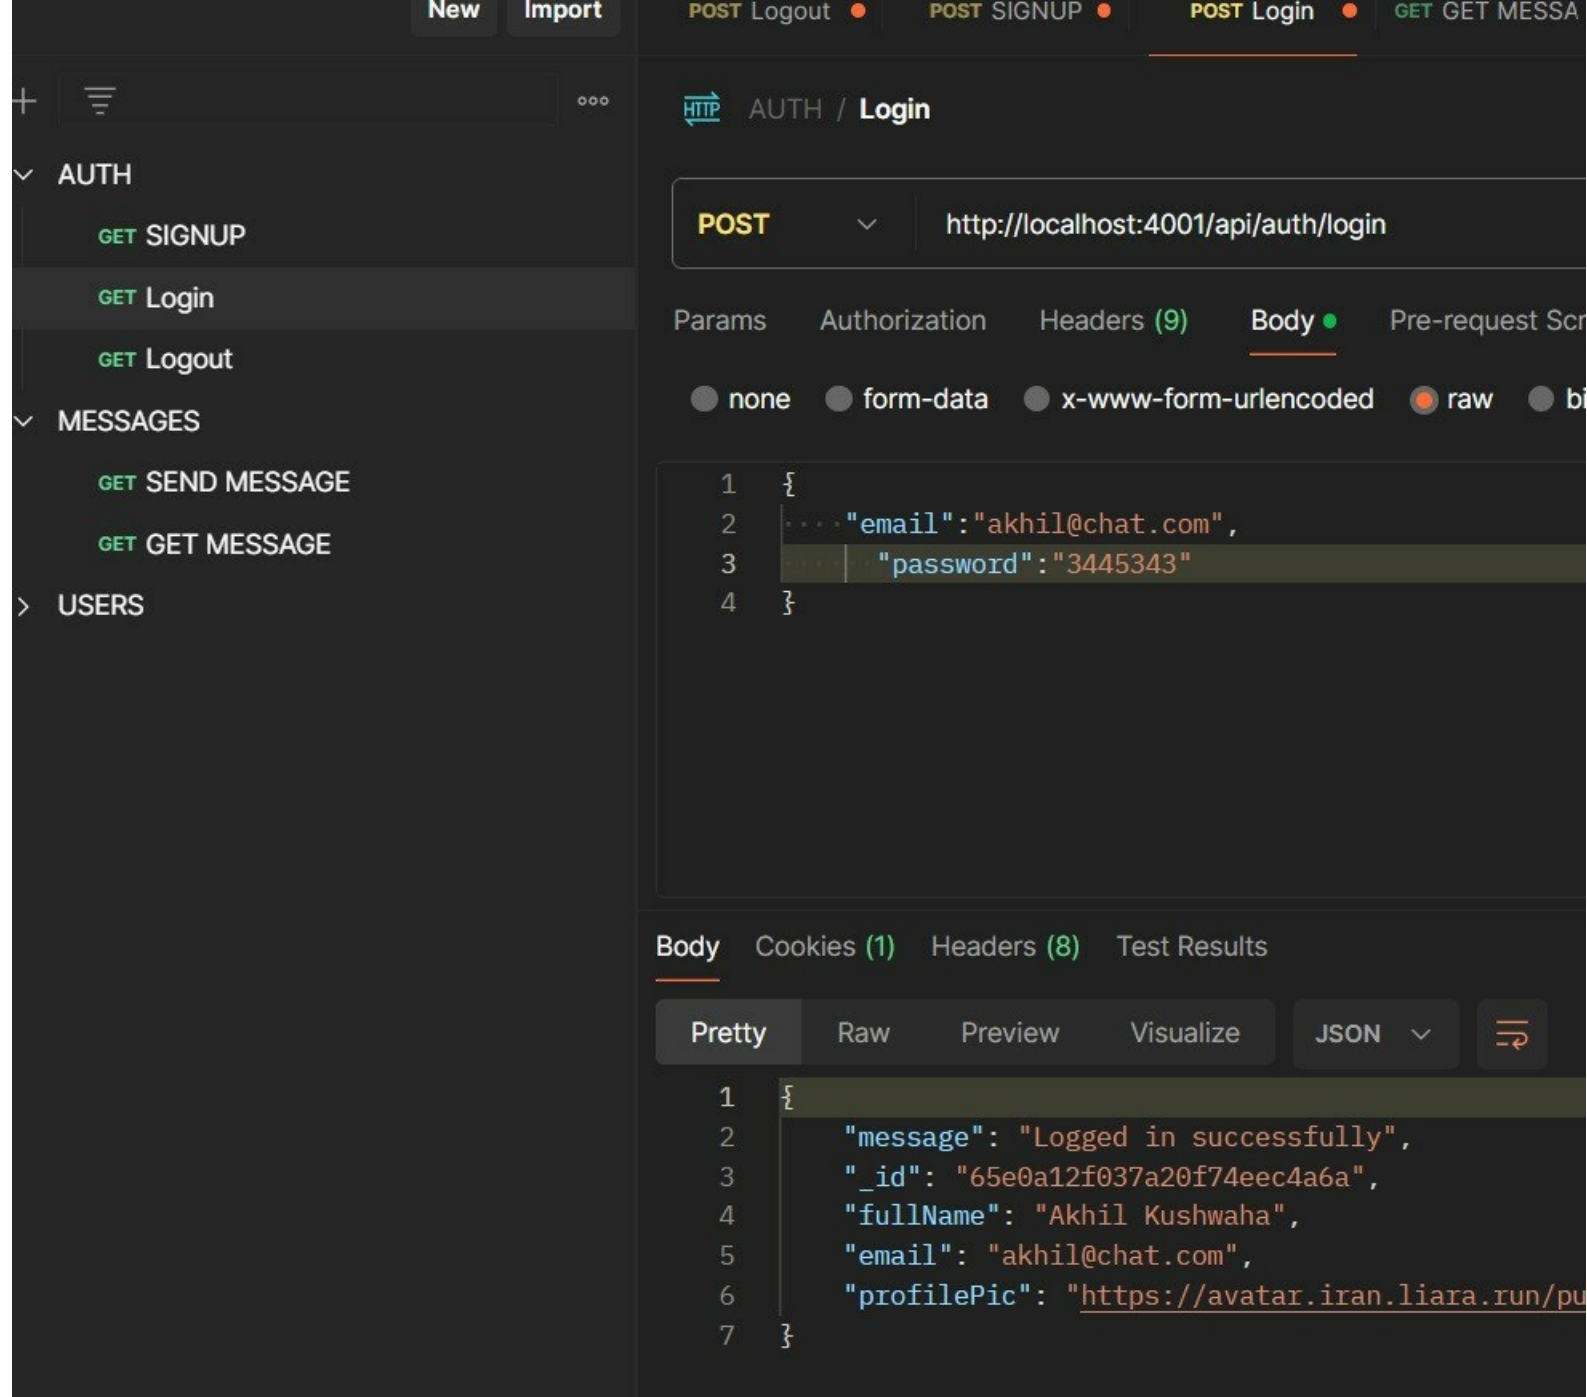 New Import
POST Logout POST SIGNUP POST Login GET GET MESSA
HTTP AUTH / Login
AUTH
GET SIGNUP
GET Login
GET Logout
MESSAGES
GET SEND MESSAGE
GET GET MESSAGE
USERS
POST http://localhost:4001/api/auth/login
Params Authorization Headers (9) Body Pre-request Scr
none form-data x-www-form-urlencoded raw bi
1 {
2 "email":"akhil@chat.com",
3 "password":"3445343"
4 }
Body Cookies (1) Headers (8) Test Results
Pretty Raw Preview Visualize JSON
1 {
2 "message": "Logged in successfully",
3 "_id": "65e0a12f037a20f74eec4a6a",
4 "fullName": "Akhil Kushwaha",
5 "email": "akhil@chat.com",
6 "profilePic": "https://avatar.iran.liara.run/pu
7 }